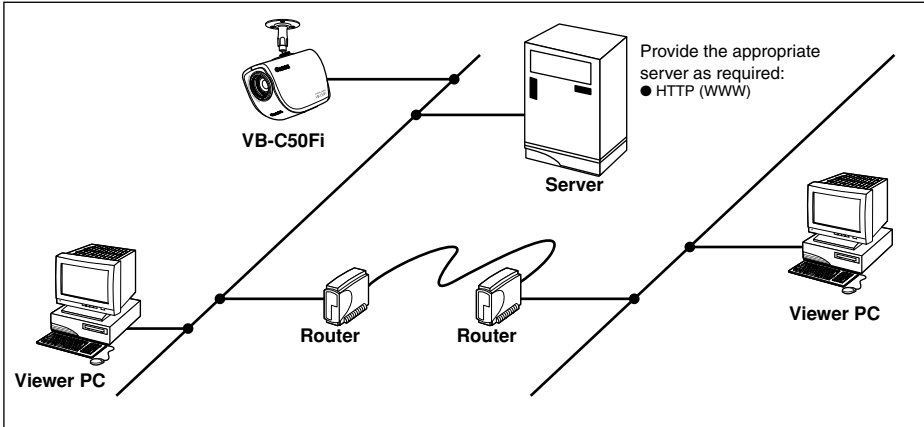 Provide the appropriate
server as required:
● HTTP (WWW)
VB-C50Fi
Server
Router
Router
Viewer PC
Viewer PC